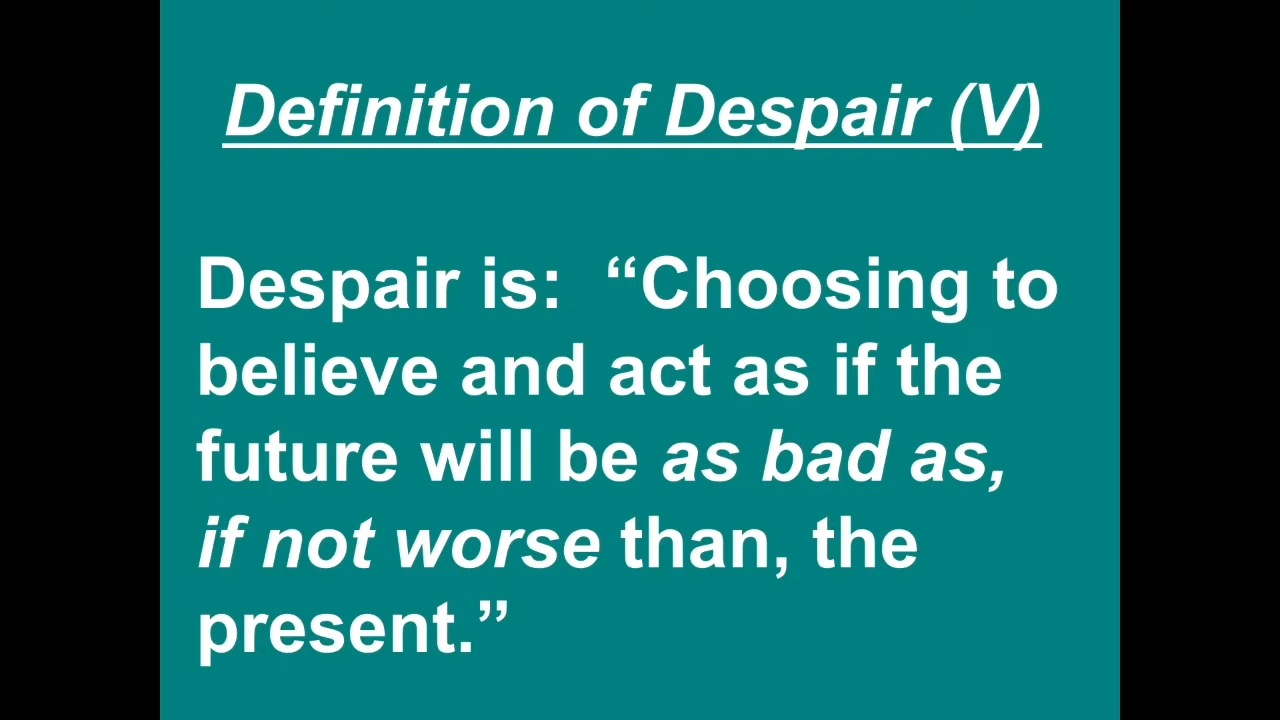 Definition of Despair (V)
Despair is:  “Choosing to
believe and act as if the
future will be as bad as,
if not worse than, the
present.”